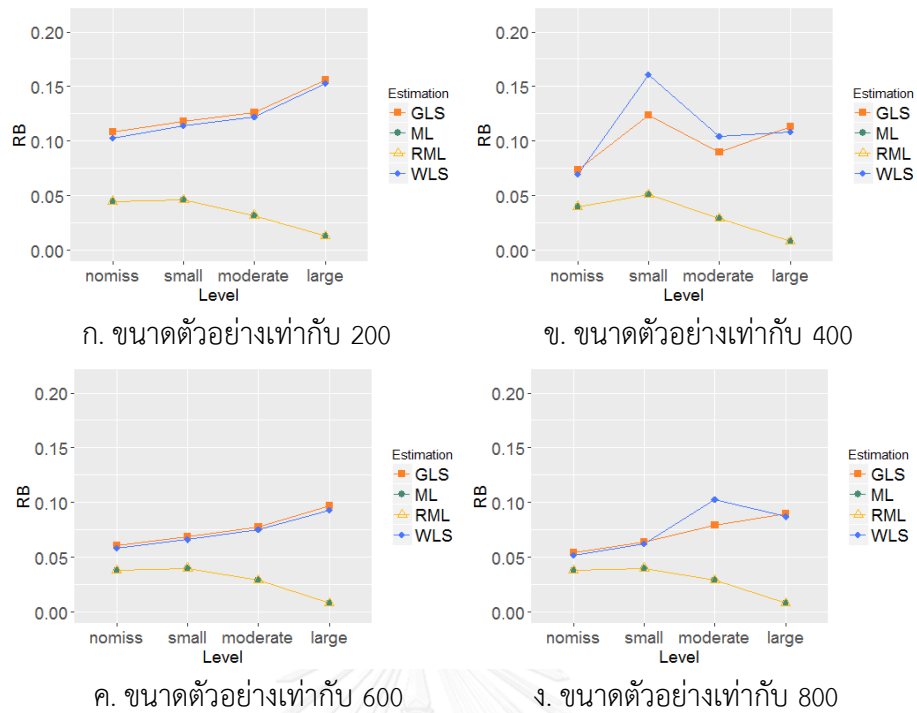 0.20
0.15
0.10
0.05
0.00
RB
nomiss small moderate large
Level
Estimation
GLS
ML
RML
WLS
ก. ขนาดตัวอย่างเท่ากับ 200
0.20
0.15
0.10
0.05
0.00
RB
nomiss small moderate large
Level
Estimation
GLS
ML
RML
WLS
ข. ขนาดตัวอย่างเท่ากับ 400
0.20
0.15
0.10
0.05
0.00
RB
nomiss small moderate large
Level
Estimation
GLS
ML
RML
WLS
ค. ขนาดตัวอย่างเท่ากับ 600
0.20
0.15
0.10
0.05
0.00
RB
nomiss small moderate large
Level
Estimation
GLS
ML
RML
WLS
ง. ขนาดตัวอย่างเท่ากับ 800